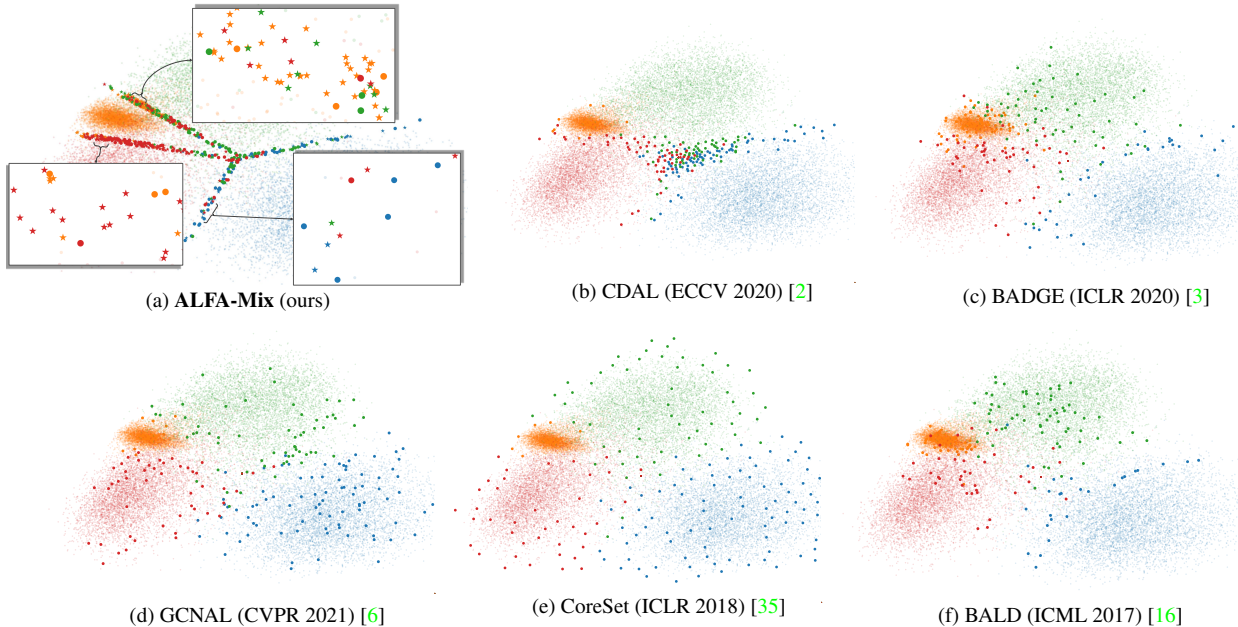 (a) ALFA-Mix (ours)
(b) CDAL (ECCV 2020) [2]
(c) BADGE (ICLR 2020) [3]
(d) GCNAL (CVPR 2021) [6]
(e) CoreSet (ICLR 2018) [35]
(f) BALD (ICML 2017) [16]